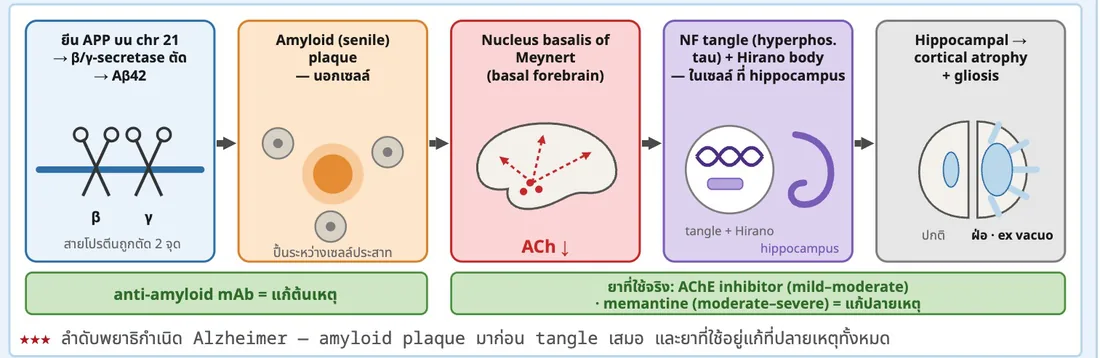 ยีน APP บน chr 21
→ β/γ-secretase ตัด
→ Aβ42
β
γ
สายโปรตีนถูกตัด 2 จุด
Amyloid (senile)
plaque
— นอกเซลล์
ปั้นระหว่างเซลล์ประสาท
Nucleus basalis of
Meynert
(basal forebrain)
ACh ↓
NF tangle (hyperphos.
tau) + Hirano body
— ในเซลล์ ที่ hippocampus
tangle + Hirano
hippocampus
Hippocampal →
cortical atrophy
+ gliosis
ปกติ
ฝ่อ · ex vacuo
anti-amyloid mAb = แก้ต้นเหตุ
ยาที่ใช้จริง: AChE inhibitor (mild–moderate)
· memantine (moderate–severe) = แก้ปลายเหตุ
★★★ ลำดับพยาธิกำเนิด Alzheimer — amyloid plaque มาก่อน tangle เสมอ และยาที่ใช้อยู่แก้ที่ปลายเหตุทั้งหมด